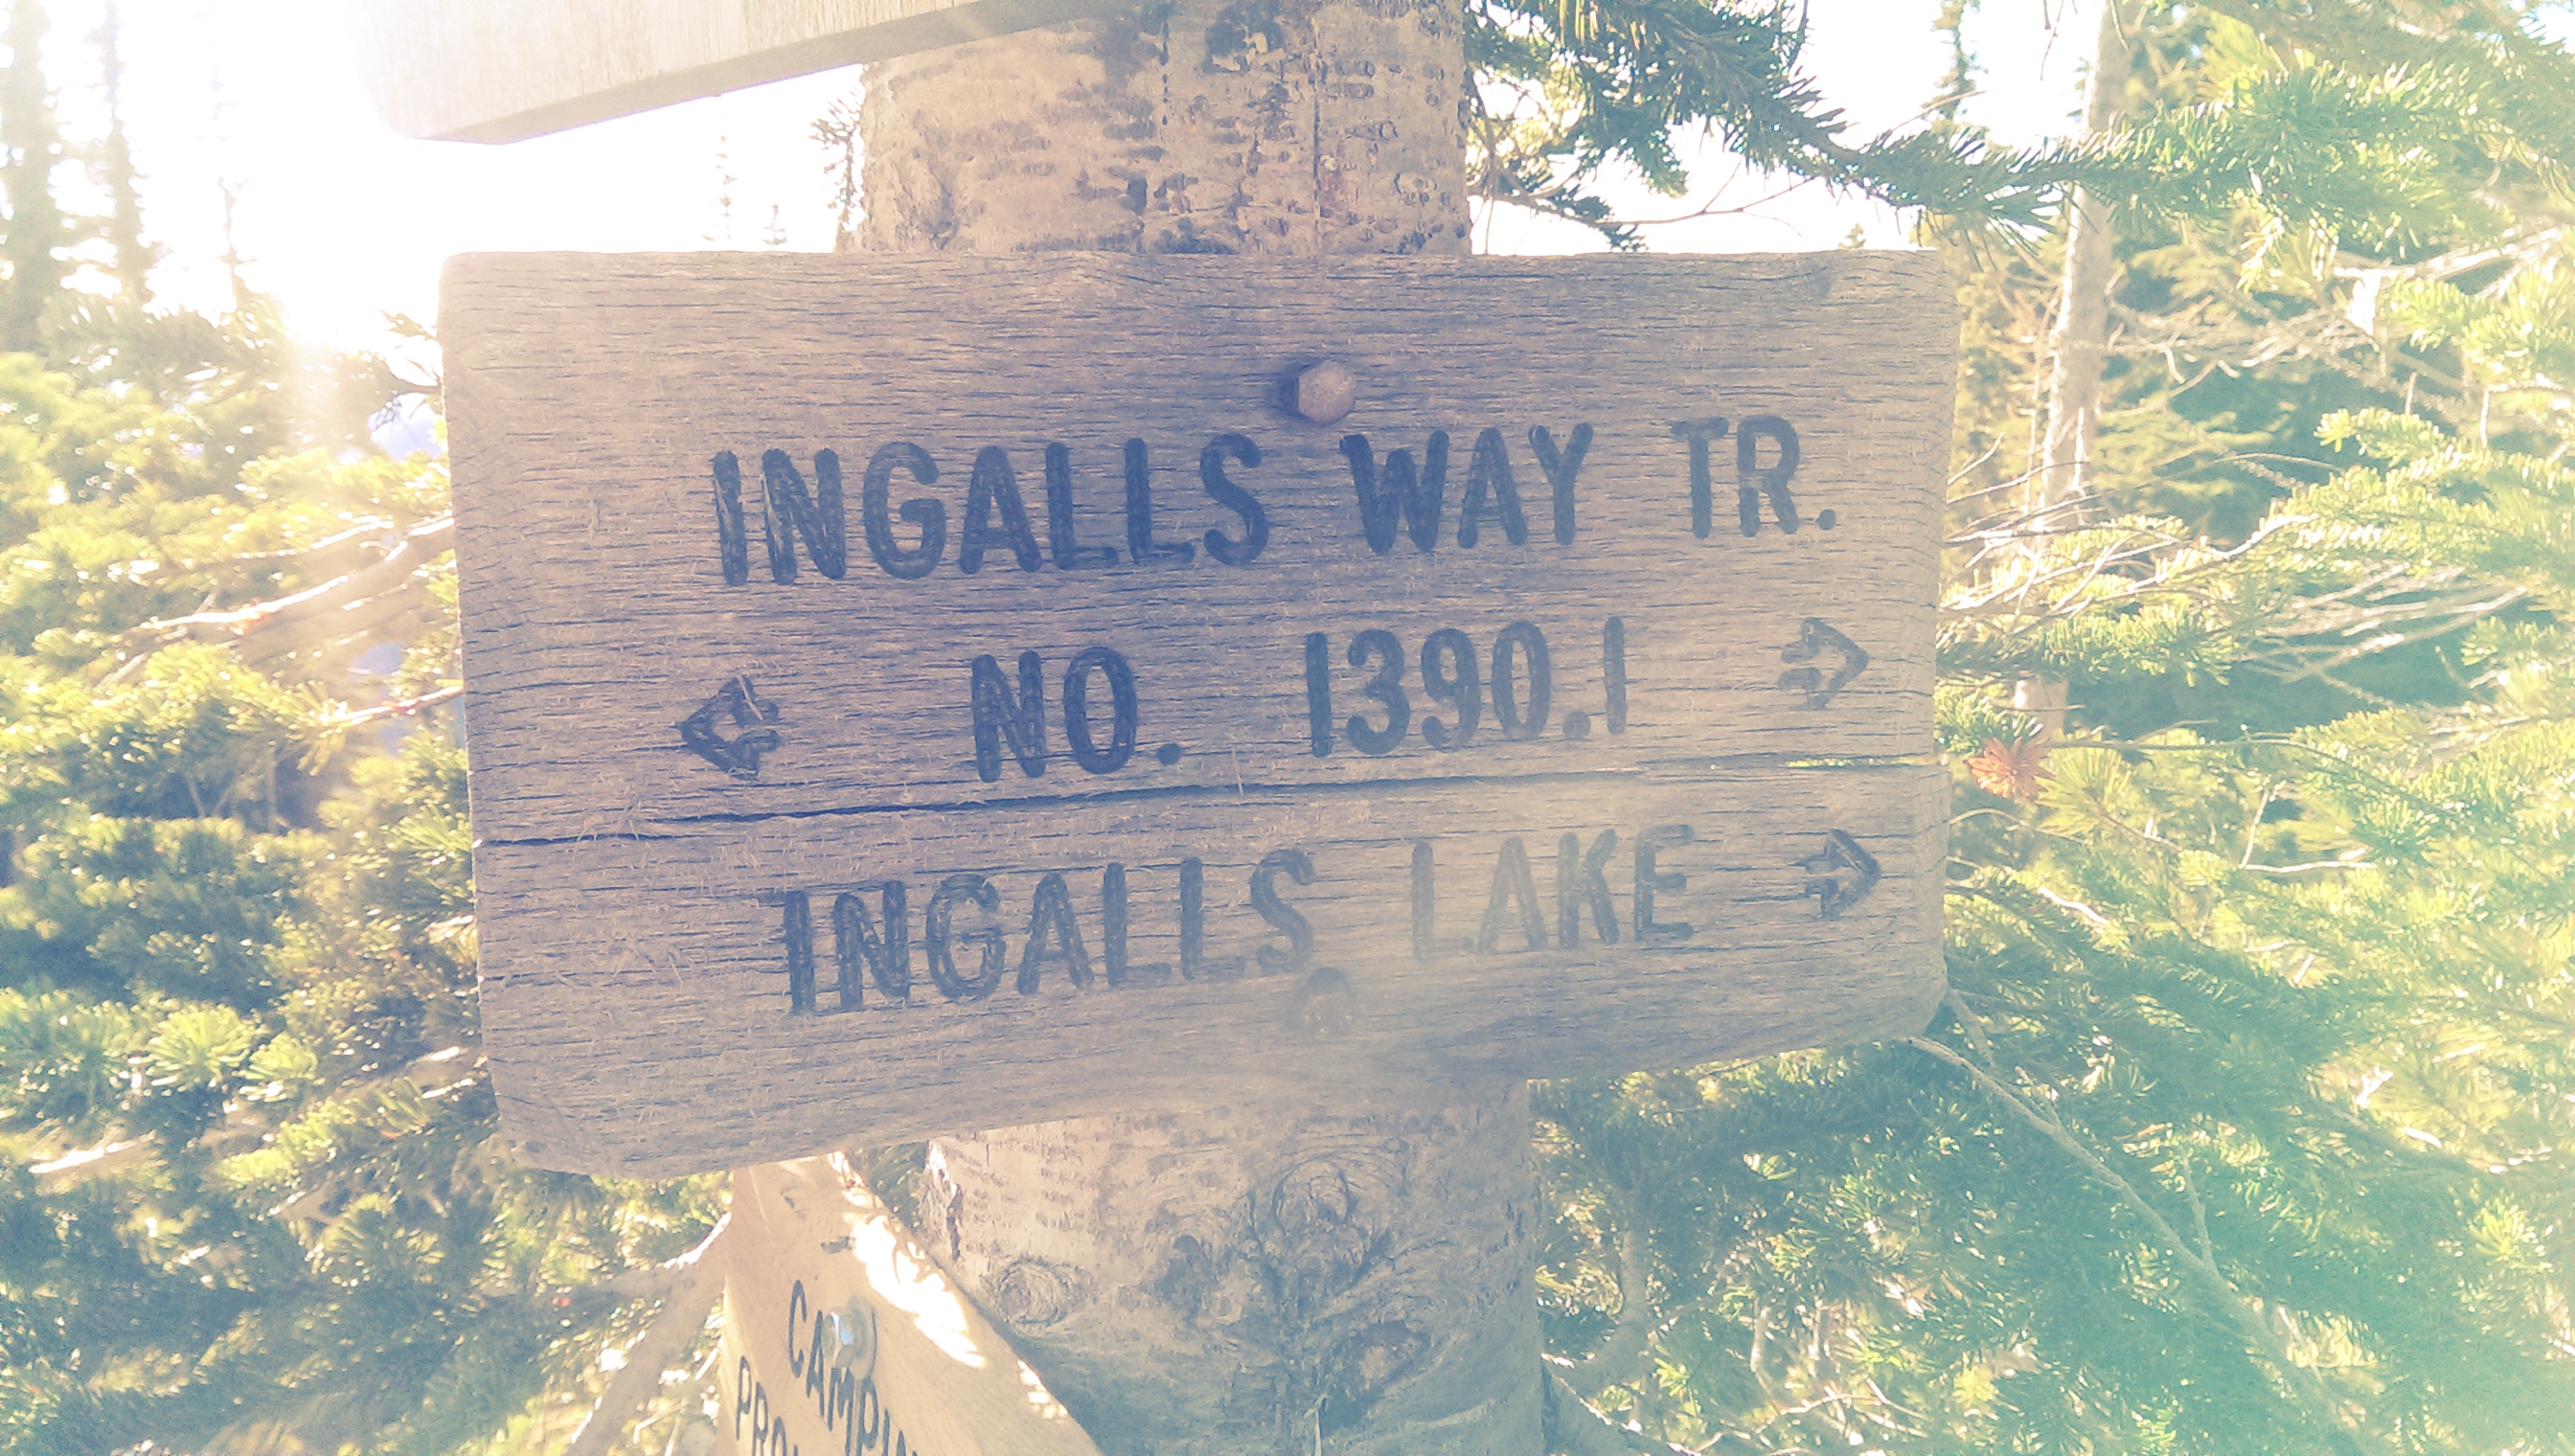 INGALLS WAY TR.
← NO. 1390.1 →
INGALLS LAKE →